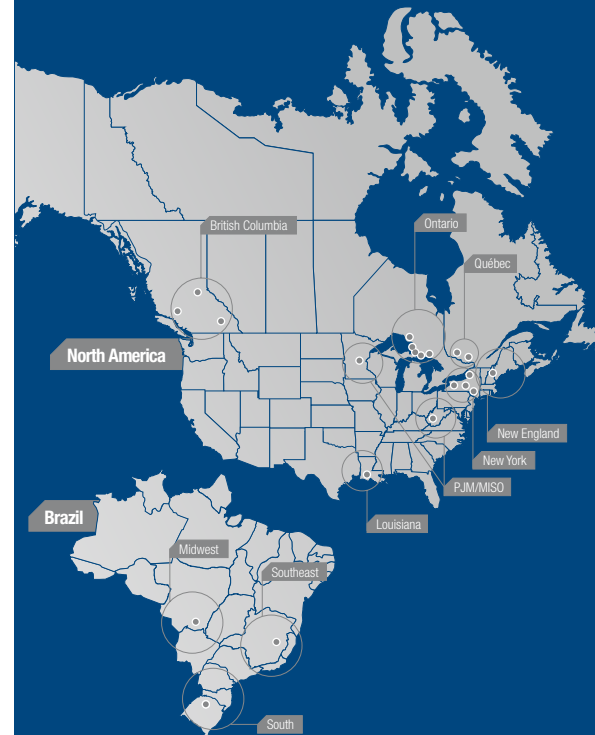 British Columbia
Ontario
Québec
North America
New England
New York
PJM/MISO
Louisiana
Brazil
Midwest
Southeast
South